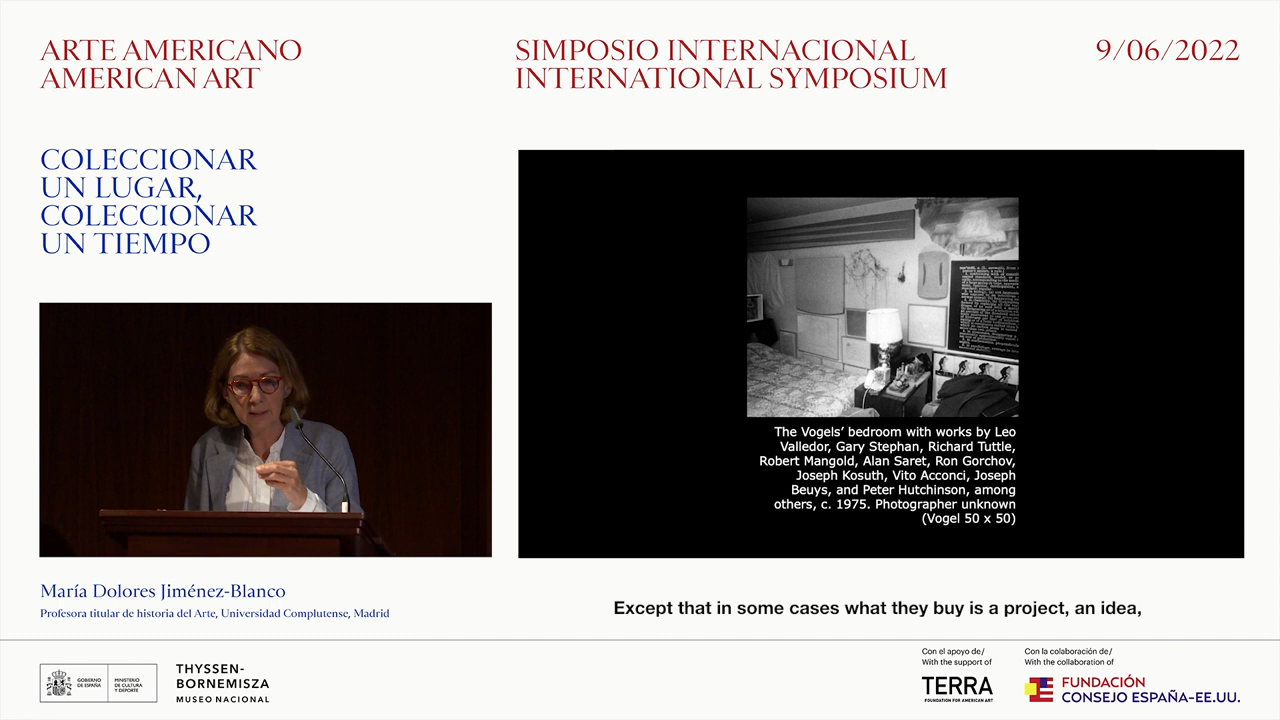 ARTE AMERICANO
AMERICAN ART
SIMPOSIO INTERNACIONAL
INTERNATIONAL SYMPOSIUM
9/06/2022
COLECCIONAR
UN LUGAR,
COLECCIONAR
UN TIEMPO
The Vogels’ bedroom with works by Leo
Valledor, Gary Stephan, Richard Tuttle,
Robert Mangold, Alan Saret, Ron Gorchov,
Joseph Kosuth, Vito Acconci, Joseph
Beuys, and Peter Hutchinson, among
others, c. 1975. Photographer unknown
(Vogel 50 x 50)
María Dolores Jiménez-Blanco
Profesora titular de historia del Arte, Universidad Complutense, Madrid
Except that in some cases what they buy is a project, an idea,
GOBIERNO
DE ESPAÑA
MINISTERIO
DE CULTURA
Y DEPORTE
THYSSEN-
BORNEMISZA
MUSEO NACIONAL
Con el apoyo de/
With the support of
TERRA
FOUNDATION FOR AMERICAN ART
Con la colaboración de/
With the collaboration of
FUNDACIÓN
CONSEJO ESPAÑA-EE.UU.